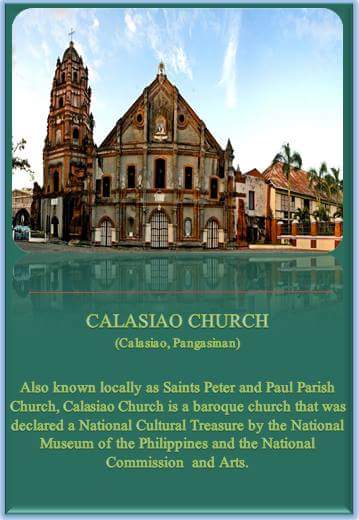 CALASIAO CHURCH
(Calasiao, Pangasinan)
Also known locally as Saints Peter and Paul Parish
Church, Calasiao Church is a baroque church that was
declared a National Cultural Treasure by the National
Museum of the Philippines and the National
Commission and Arts.